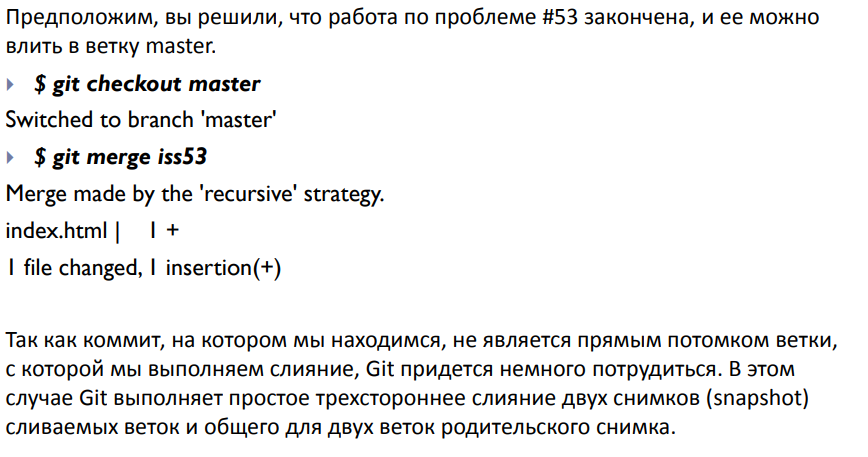 Предположим, вы решили, что работа по проблеме #53 закончена, и ее можно
влить в ветку master.
$ git checkout master
Switched to branch 'master'
$ git merge iss53
Merge made by the 'recursive' strategy.
index.html | 1 +
1 file changed, 1 insertion(+)
Так как коммит, на котором мы находимся, не является прямым потомком ветки,
с которой мы выполняем слияние, Git придется немного потрудиться. В этом
случае Git выполняет простое трехстороннее слияние двух снимков (snapshot)
сливаемых веток и общего для двух веток родительского снимка.